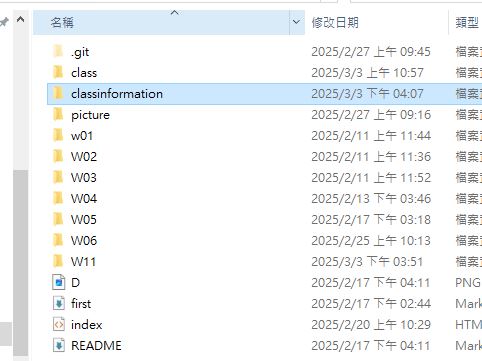 名稱 修改日期 類型
.git 2025/2/27 上午 09:45 檔案
class 2025/3/3 上午 10:57 檔案
classinformation 2025/3/3 下午 04:07 檔案
picture 2025/2/27 上午 09:16 檔案
w01 2025/2/11 上午 11:44 檔案
W02 2025/2/11 上午 11:36 檔案
W03 2025/2/11 上午 11:52 檔案
W04 2025/2/13 下午 03:46 檔案
W05 2025/2/17 下午 03:18 檔案
W06 2025/2/25 上午 10:13 檔案
W11 2025/3/3 下午 03:51 檔案
D 2025/2/17 下午 04:11 PNG
first 2025/2/17 下午 02:44 Mark
index 2025/2/20 上午 10:29 HTM
README 2025/2/17 下午 04:11 Mark